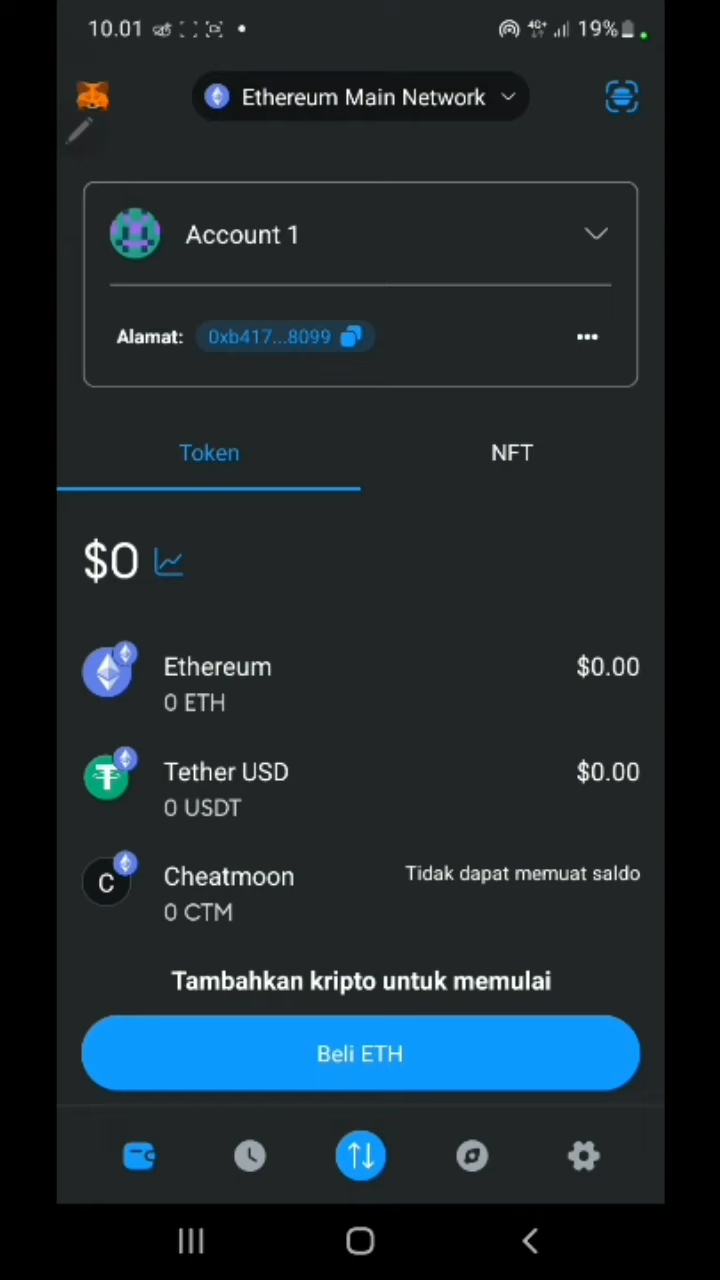 10.01 4G+ 19%
Ethereum Main Network
Account 1
Alamat: 0xb417...8099
Token NFT
$0
Ethereum $0.00
0 ETH
Tether USD $0.00
0 USDT
C Cheatmoon Tidak dapat memuat saldo
0 CTM
Tambahkan kripto untuk memulai
Beli ETH